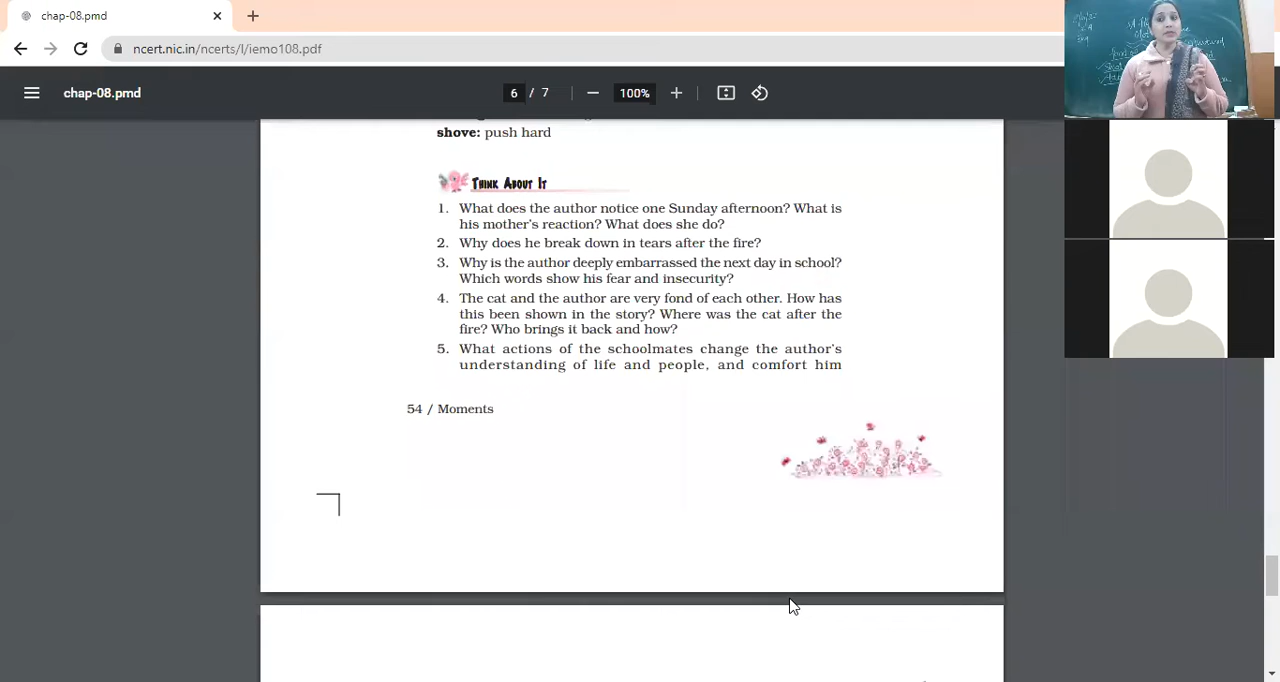 chap-08.pmd
ncert.nic.in/ncerts/l/iemo108.pdf
chap-08.pmd
6 / 7
100%
shove: push hard
THINK ABOUT IT
1. What does the author notice one Sunday afternoon? What is
his mother's reaction? What does she do?
2. Why does he break down in tears after the fire?
3. Why is the author deeply embarrassed the next day in school?
Which words show his fear and insecurity?
4. The cat and the author are very fond of each other. How has
this been shown in the story? Where was the cat after the
fire? Who brings it back and how?
5. What actions of the schoolmates change the author's
understanding of life and people, and comfort him
54 / Moments